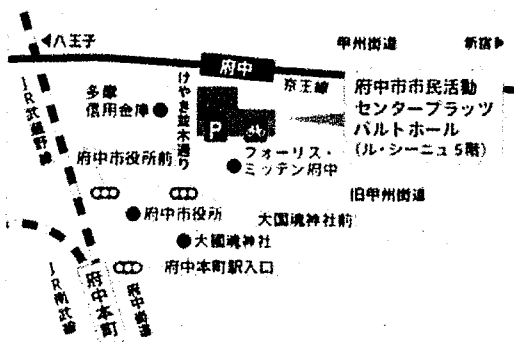 ◀八王子
甲州街道
新宿▶
府中
京王線
多摩
信用金庫
けやき並木通り
P
府中市市民活動
センタープラッツ
バルトホール
(ル・シーニュ5階)
JR武蔵野線
府中市役所前
フォーリス・
ミッテン府中
旧甲州街道
府中市役所
大国魂神社前
大國魂神社
府中本町駅入口
JR南武線
府中本町
府中街道